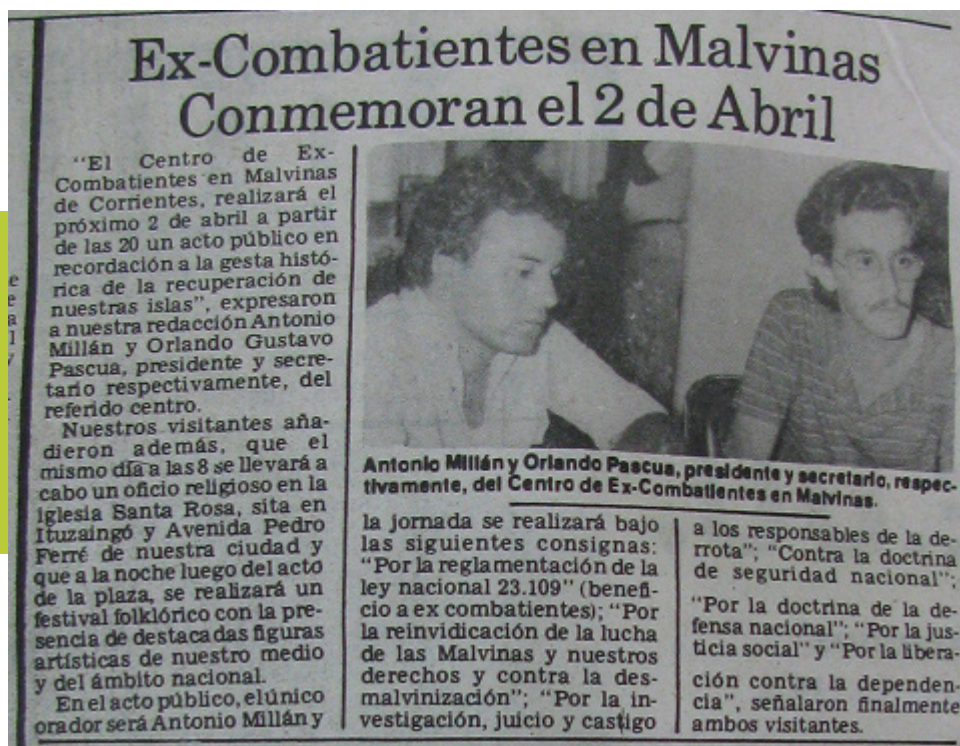 Ex-Combatientes en Malvinas
Conmemoran el 2 de Abril
"El Centro de Ex-
Combatientes en Malvinas
de Corrientes, realizará el
próximo 2 de abril a partir
de las 20 un acto público en
recordación a la gesta histó-
rica de la recuperación de
nuestras islas", expresaron
a nuestra redacción Antonio
Millán y Orlando Gustavo
Pascua, presidente y secre-
tario respectivamente, del
referido centro.
Nuestros visitantes aña-
dieron además, que el
mismo día a las 8 se llevará a
cabo un oficio religioso en la
iglesia Santa Rosa, sita en
Ituzaingó y Avenida Pedro
Ferré de nuestra ciudad y
que a la noche luego del acto
de la plaza, se realizará un
festival folklórico con la pre-
sencia de destacadas figuras
artísticas de nuestro medio
y del ámbito nacional.
En el acto público, el único
orador será Antonio Millán y
Antonio Millán y Orlando Pascua, presidente y secretario, respec-
tivamente, del Centro de Ex-Combatientes en Malvinas.
la jornada se realizará bajo
las siguientes consignas:
"Por la reglamentación de la
ley nacional 23.109" (benefi-
cio a ex combatientes); "Por
la reinvidicación de la lucha
de las Malvinas y nuestros
derechos y contra la des-
malvinización"; "Por la in-
vestigación, juicio y castigo
a los responsables de la de-
rrota"; "Contra la doctrina
de seguridad nacional";
"Por la doctrina de la de-
fensa nacional"; "Por la jus-
ticia social" y "Por la libera-
ción contra la dependen-
cia", señalaron finalmente
ambos visitantes.